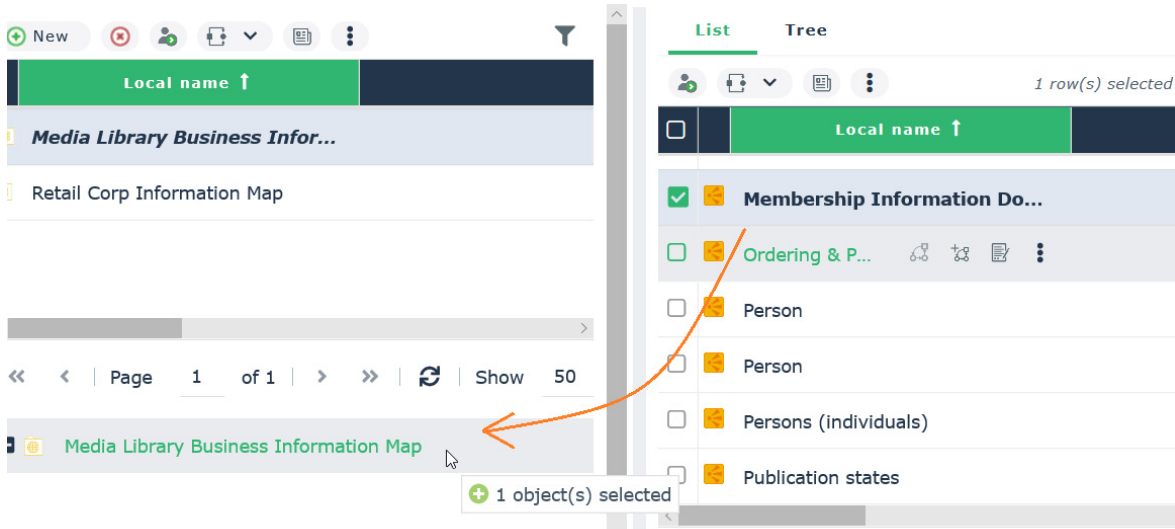 New
Local name
Media Library Business Infor...
Retail Corp Information Map
Page 1 of 1 Show 50
Media Library Business Information Map
1 object(s) selected
List Tree
1 row(s) selected
Local name
Membership Information Do...
Ordering & P...
Person
Person
Persons (individuals)
Publication states